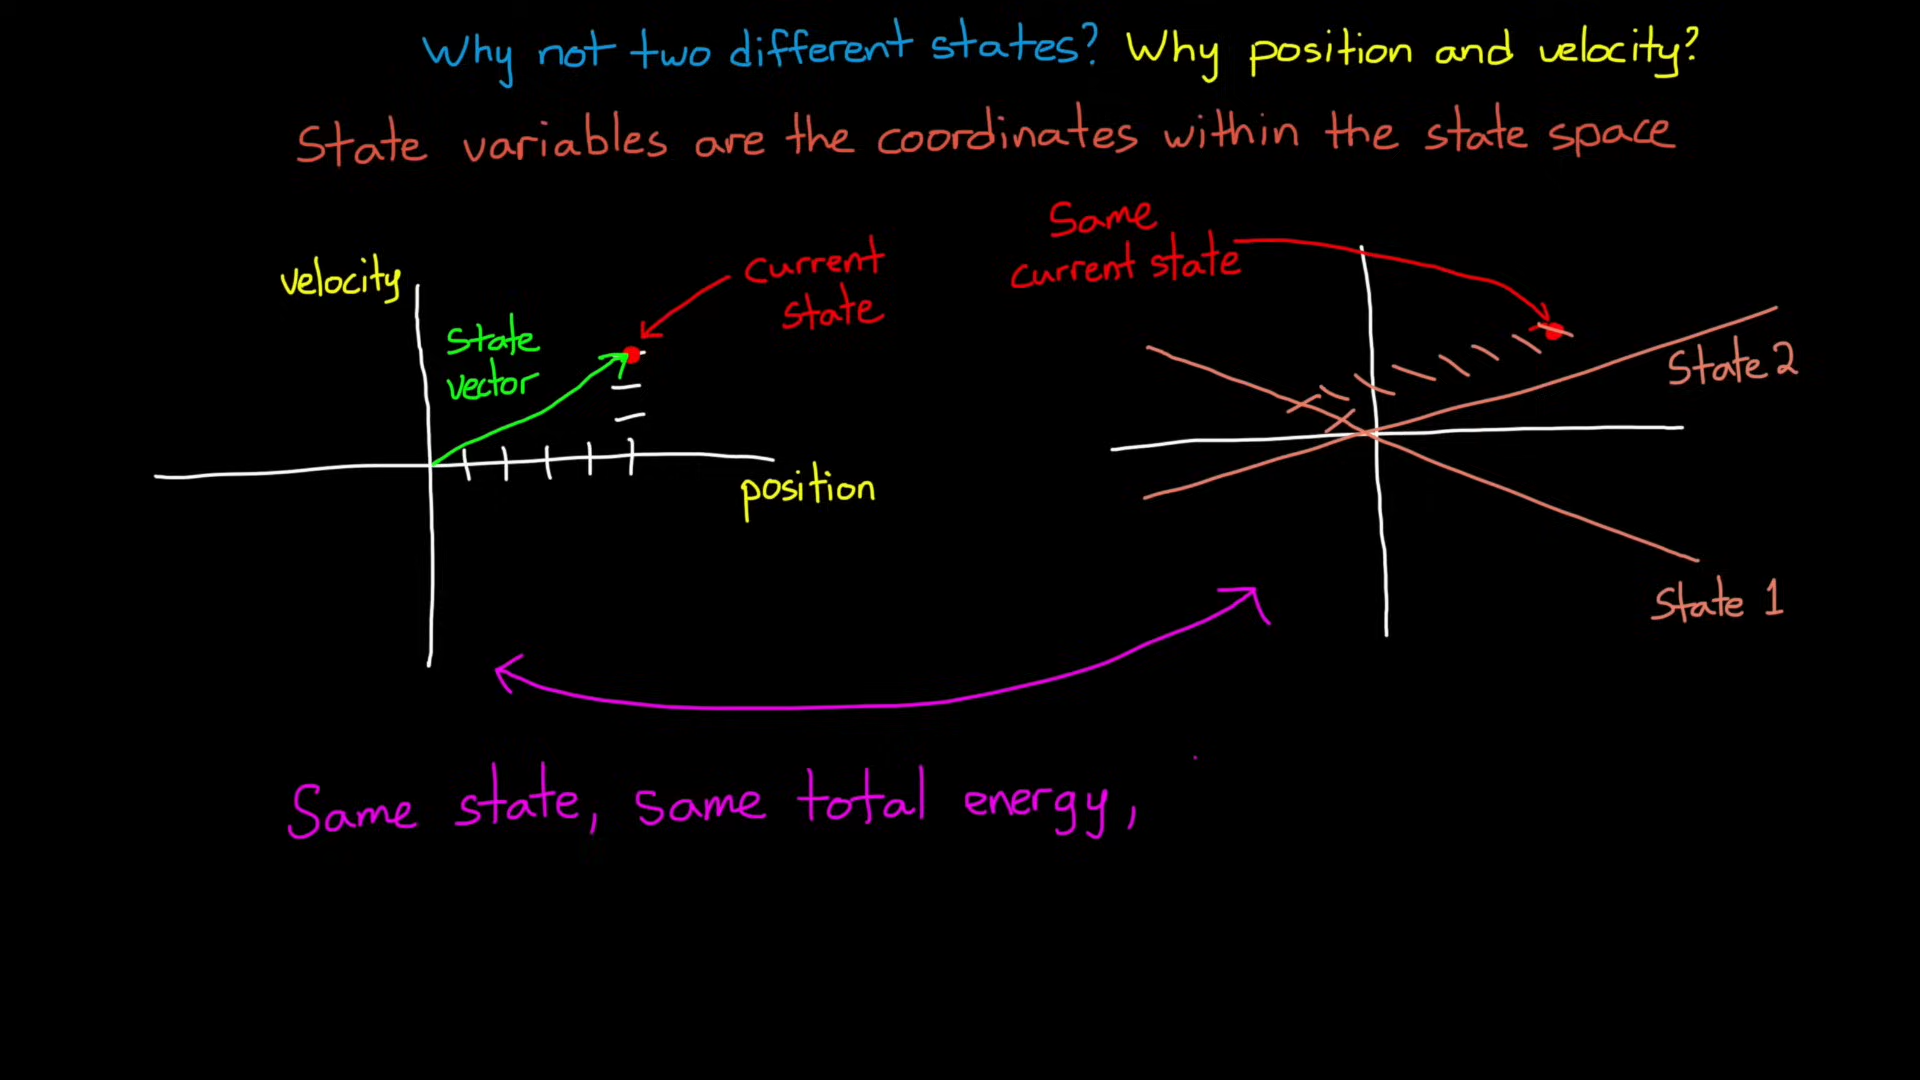 Why not two different states? Why position and velocity?
State variables are the coordinates within the state space
velocity
State
vector
current
state
position
Same
current state
State 2
State 1
Same state, same total energy,